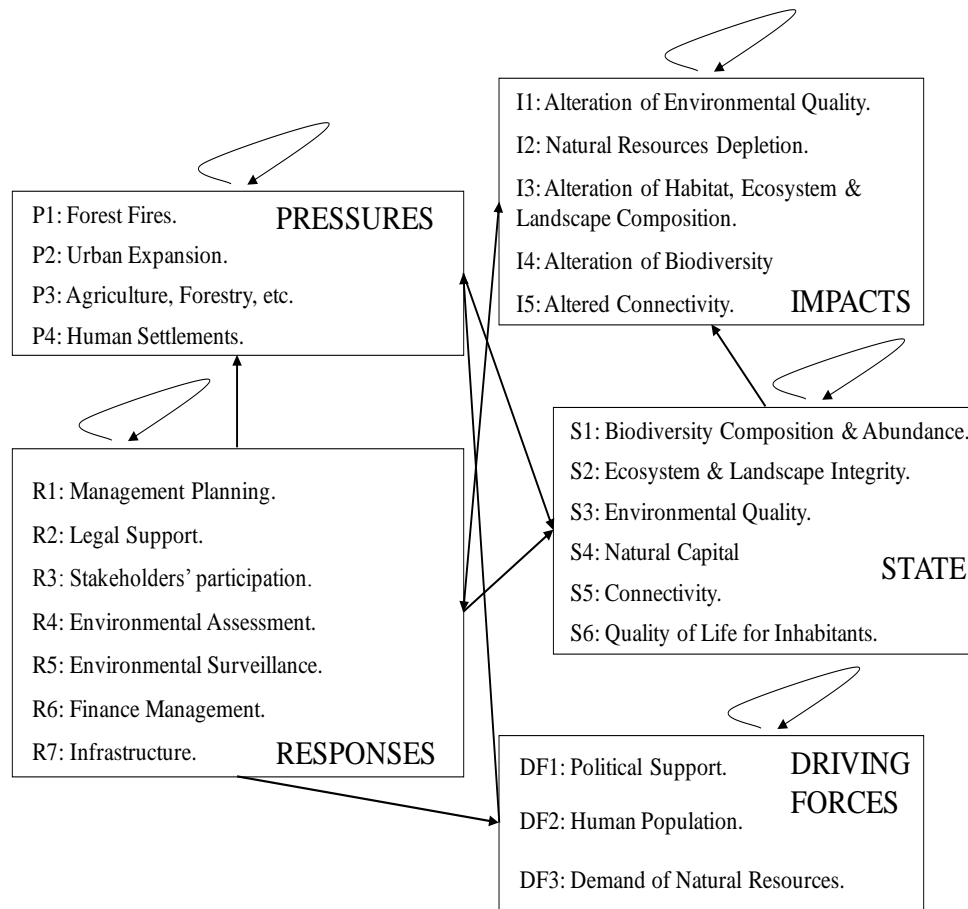 I1: Alteration of Environmental Quality.
I2: Natural Resources Depletion.
I3: Alteration of Habitat, Ecosystem &
Landscape Composition.
I4: Alteration of Biodiversity
I5: Altered Connectivity.
IMPACTS
P1: Forest Fires.
PRESSURES
P2: Urban Expansion.
P3: Agriculture, Forestry, etc.
P4: Human Settlements.
S1: Biodiversity Composition & Abundance.
S2: Ecosystem & Landscape Integrity.
S3: Environmental Quality.
S4: Natural Capital
STATE
S5: Connectivity.
S6: Quality of Life for Inhabitants.
R1: Management Planning.
R2: Legal Support.
R3: Stakeholders' participation.
R4: Environmental Assessment.
R5: Environmental Surveillance.
R6: Finance Management.
R7: Infrastructure.
RESPONSES
DF1: Political Support.
DRIVING
FORCES
DF2: Human Population.
DF3: Demand of Natural Resources.